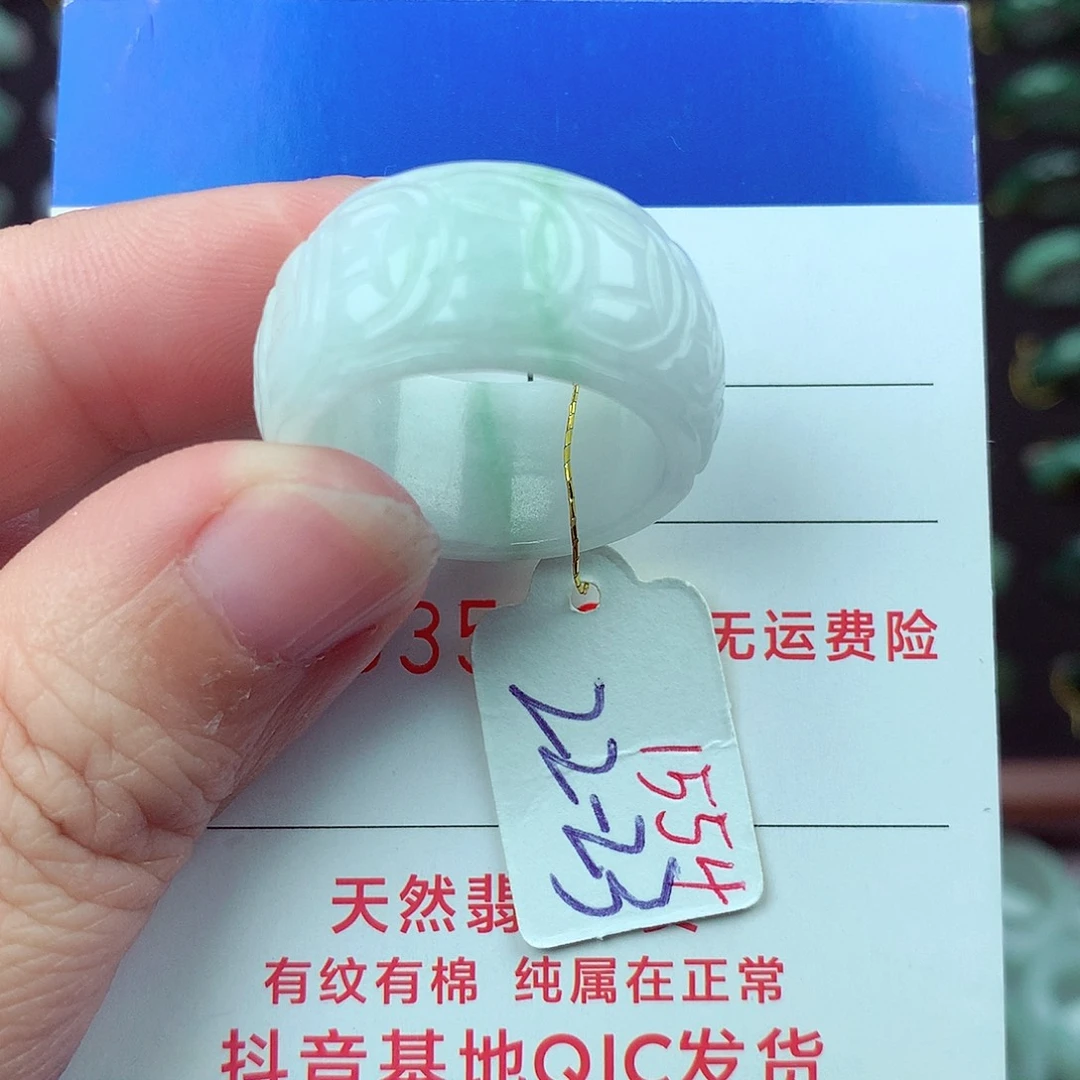 35
无运费险
22-23
1554
天然翡
有纹有棉 纯属在正常
抖音基地QIC发货